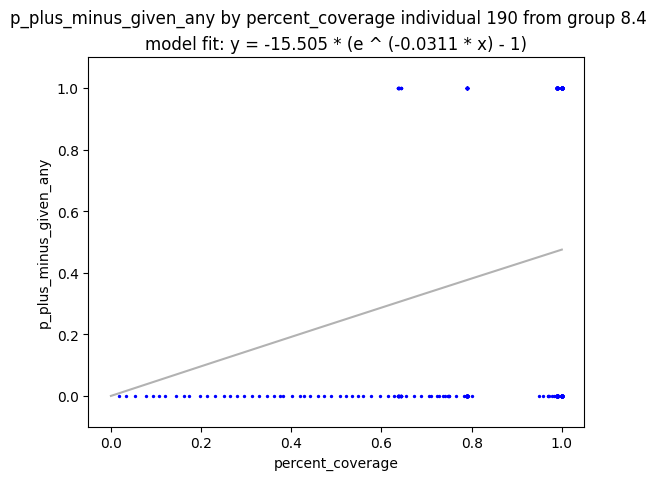 p_plus_minus_given_any by percent_coverage individual 190 from group 8.4
model fit: y = -15.505 * (e ^ (-0.0311 * x) - 1)
1.0
0.8
0.6
0.4
0.2
0.0
p_plus_minus_given_any
0.0 0.2 0.4 0.6 0.8 1.0
percent_coverage